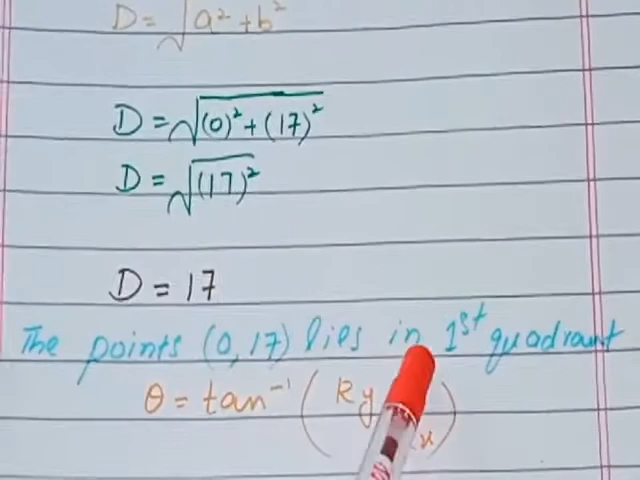 D = √a² + b²
D = √(0)² + (17)²
D = √(17)²
D = 17
The points (0,17) lies in 1st quadrant
θ = tan⁻¹ (Ry x)